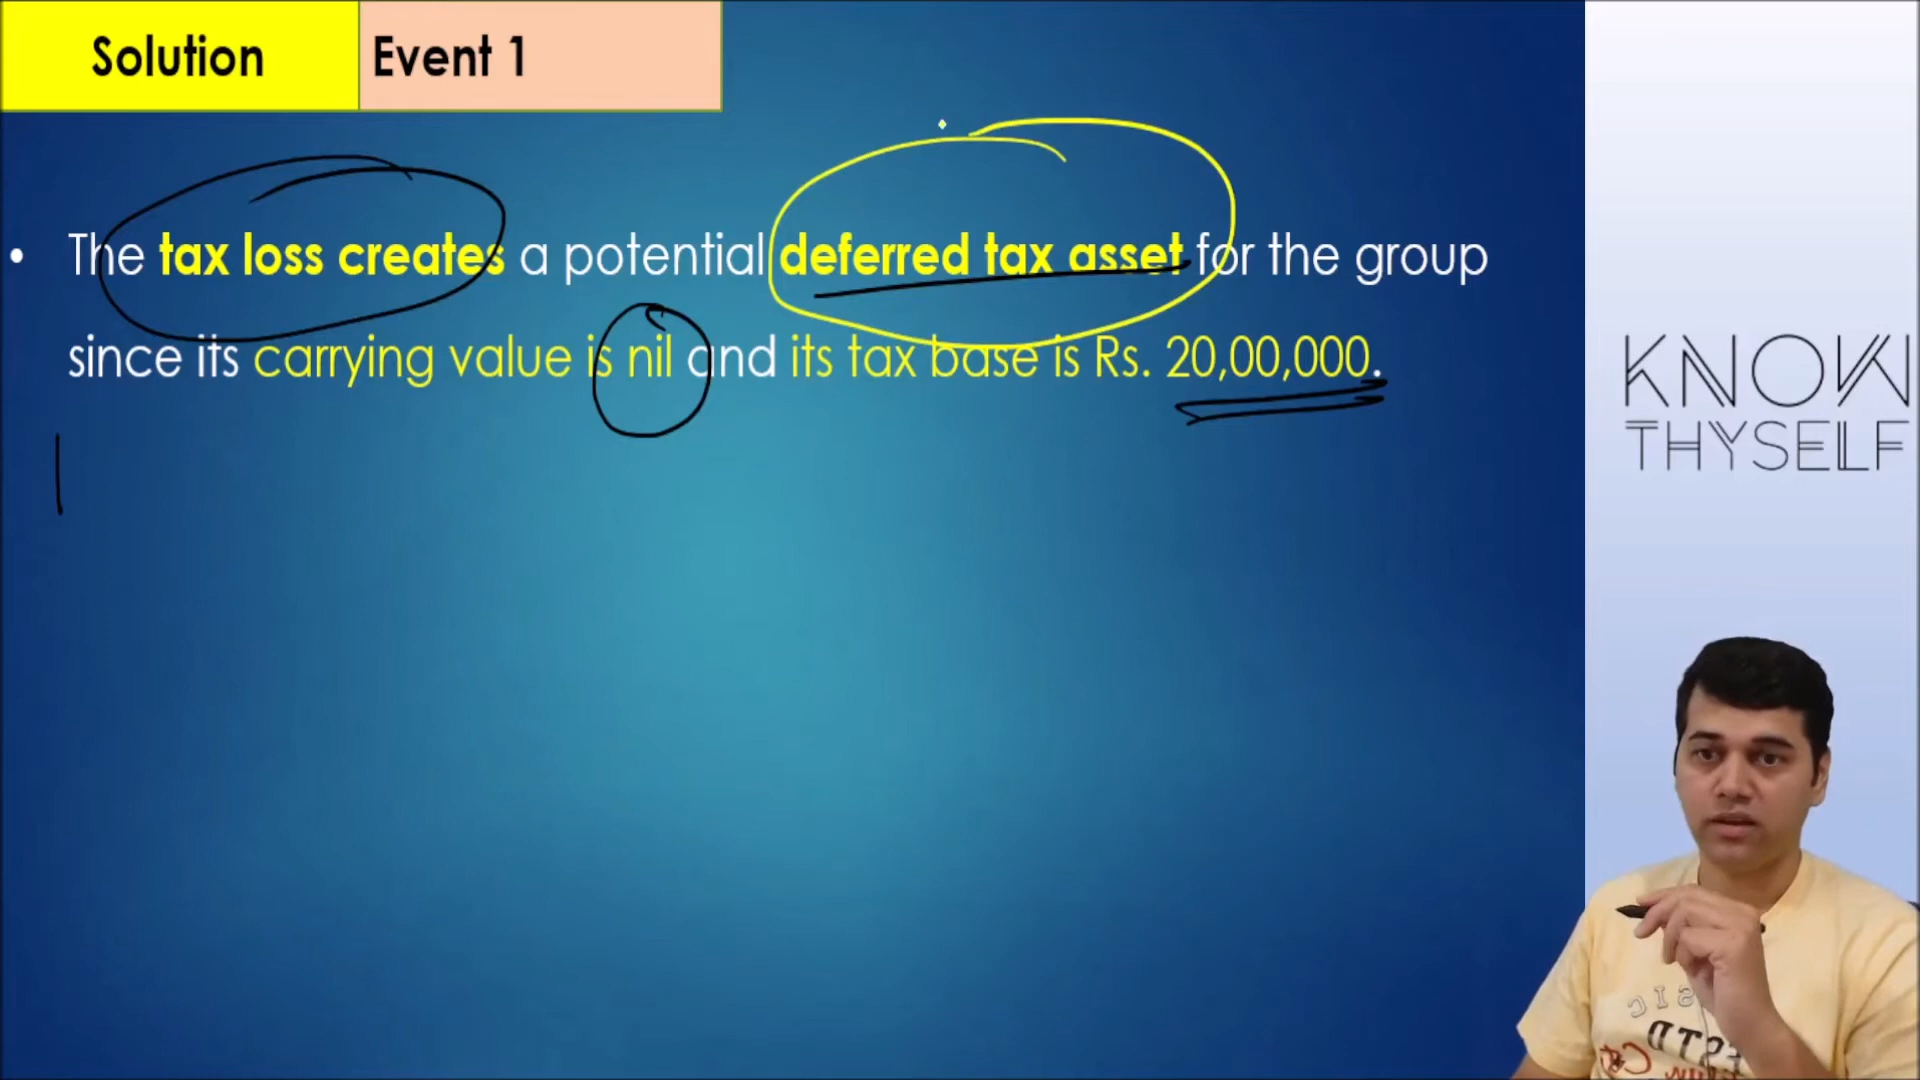 Solution
Event 1
• The tax loss creates a potential deferred tax asset for the group
since its carrying value is nil and its tax base is Rs. 20,00,000.
KNOW
THYSELF